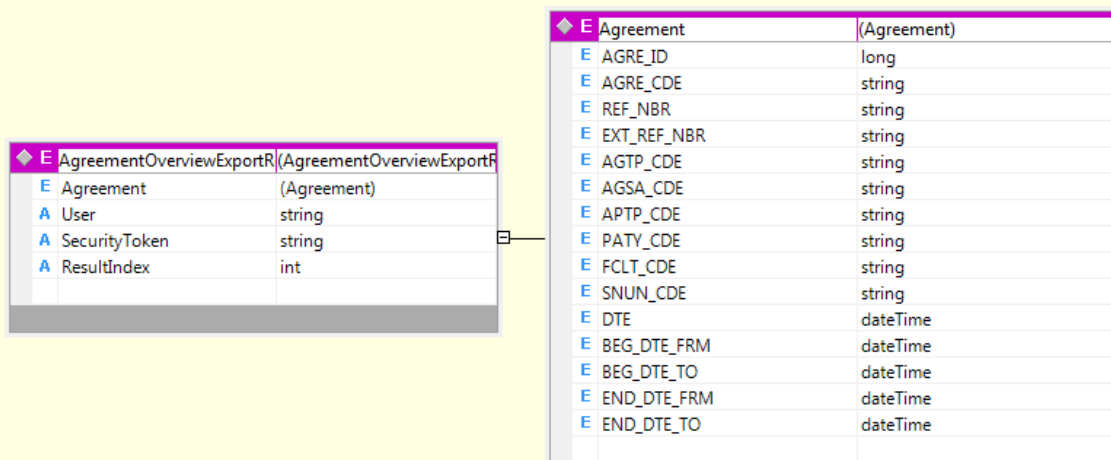 E AgreementOverviewExportR (AgreementOverviewExportR
E Agreement (Agreement)
A User string
A SecurityToken string
A ResultIndex int
E Agreement (Agreement)
E AGRE_ID long
E AGRE_CDE string
E REF_NBR string
E EXT_REF_NBR string
E AGTP_CDE string
E AGSA_CDE string
E APTP_CDE string
E PATY_CDE string
E FCLT_CDE string
E SNUN_CDE string
E DTE dateTime
E BEG_DTE_FRM dateTime
E BEG_DTE_TO dateTime
E END_DTE_FRM dateTime
E END_DTE_TO dateTime